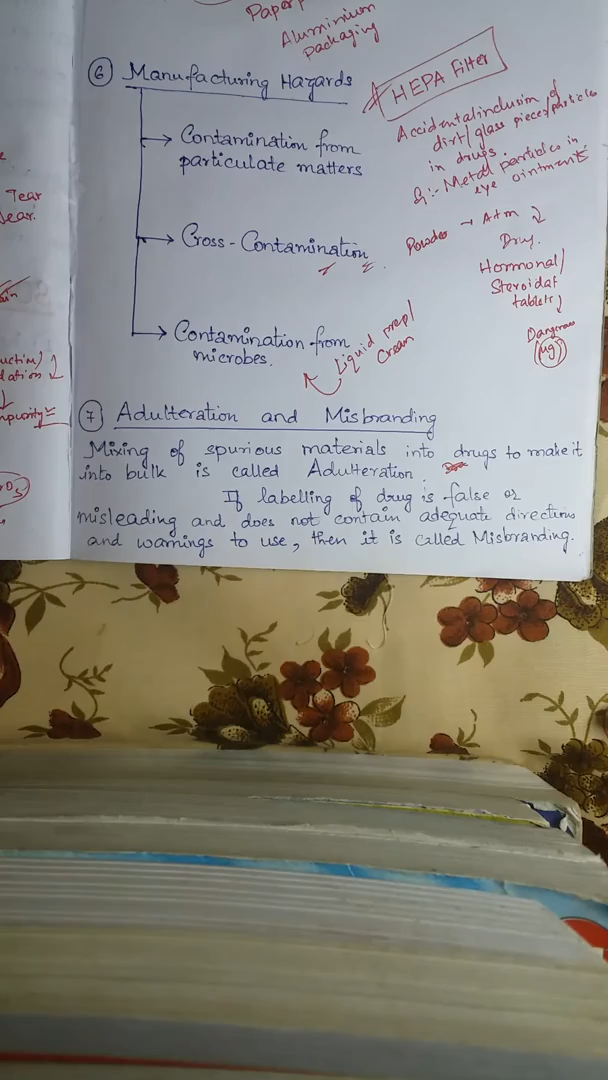 Paper
Aluminium
packaging
6 Manufacturing Hazards
* HEPA Filter
Contamination from
particulate matters
Accidental inclusion of
dirt/glass pieces/particles
in drugs.
Metal particles in
eye ointments
Cross-Contamination
Powder → Atm ↓
Drug.
Hormonal/
Steroidal
tablets ↓
Dangerous
(μg)
Contamination from
microbes.
Liquid prep/
Cream
7 Adulteration and Misbranding
Mixing of spurious materials into drugs to make it
into bulk is called Adulteration.
If labelling of drug is false or
misleading and does not contain adequate directions
and warnings to use, then it is called Misbranding.
Tear